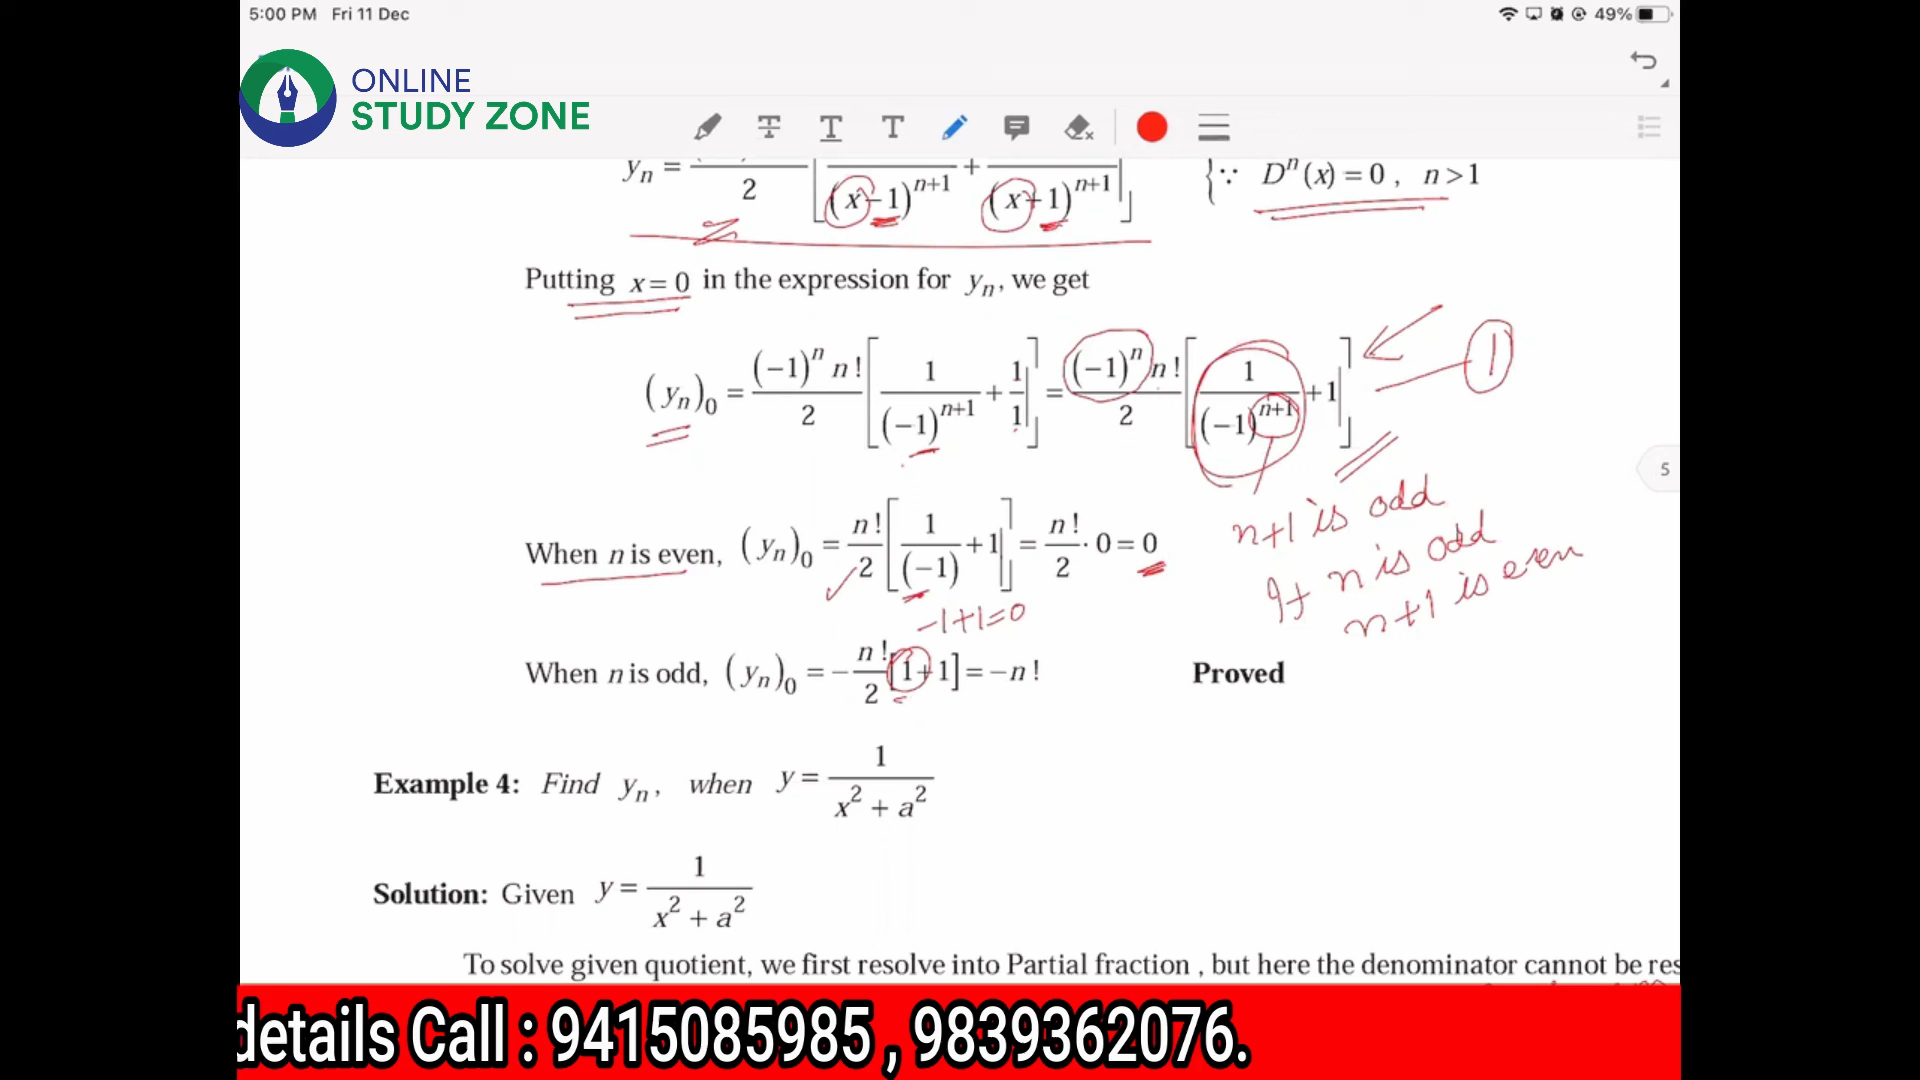 5:00 PM Fri 11 Dec
49%
ONLINE
STUDY ZONE
T T T
yₙ = 2 [ (x-1)ⁿ⁺¹ + (x+1)ⁿ⁺¹ ] {∵ Dⁿ(x) = 0 , n > 1
Putting x = 0 in the expression for yₙ, we get
(yₙ)₀ = (−1)ⁿ n! / 2 [ 1 / (−1)ⁿ⁺¹ + 1/1 ] = (−1)ⁿ n! / 2 [ 1 / (−1)ⁿ⁺¹ + 1 ] 1
5
n+1 is odd
When n is even, (yₙ)₀ = n!/2 [ 1/(−1) + 1 ] = n!/2 · 0 = 0
If n is odd
n+1 is even
-1+1=0
When n is odd, (yₙ)₀ = − n!/2 [1+1] = −n ! Proved
Example 4: Find yₙ, when y = 1 / x² + a²
Solution: Given y = 1 / x² + a²
To solve given quotient, we first resolve into Partial fraction , but here the denominator cannot be res
details Call : 9415085985 , 9839362076.